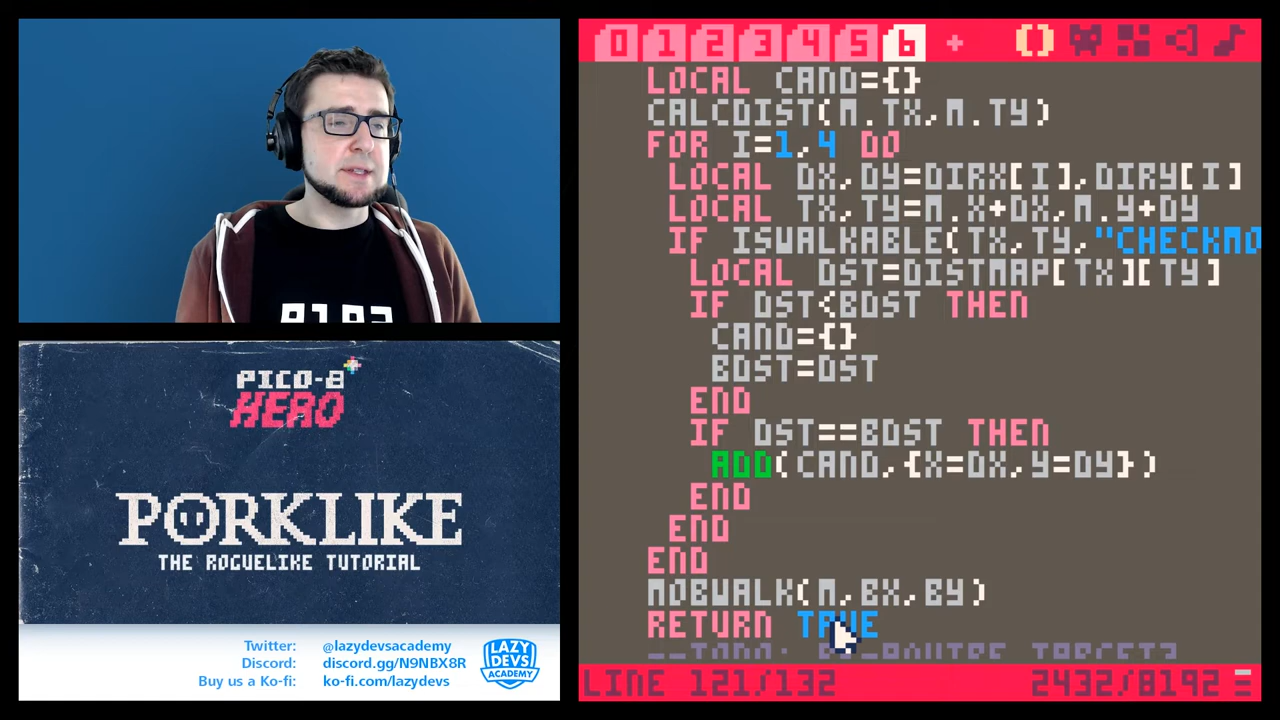 8192
PICO-8
HERO
PORKLIKE
THE ROGUELIKE TUTORIAL
Twitter: @lazydevsacademy
Discord: discord.gg/N9NBX8R
Buy us a Ko-fi: ko-fi.com/lazydevs
LAZY
DEVS
ACADEMY
0 1 2 3 4 5 6 +
LOCAL CAND={}
CALCDIST(M.TX,M.TY)
FOR I=1,4 DO
LOCAL DX,DY=DIRX[I],DIRY[I]
LOCAL TX,TY=M.X+DX,M.Y+DY
IF ISWALKABLE(TX,TY,"CHECKMO
LOCAL DST=DISTMAP[TX][TY]
IF DST<BDST THEN
CAND={}
BDST=DST
END
IF DST==BDST THEN
ADD(CAND,{X=DX,Y=DY})
END
END
END
MOBWALK(M,BX,BY)
RETURN TRUE
LINE 121/132 2432/8192